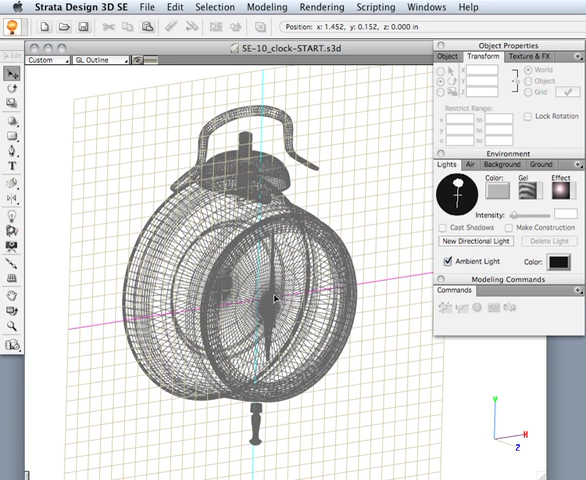 Strata Design 3D SE File Edit Selection Modeling Rendering Scripting Windows Help
Position: x: 1.452, y: 0.152, z: 0.000 in
SE-10_clock-START.s3d
Custom GL Outline
Object Properties
Object Transform Texture & FX
X World
Y Object
Z Grid
Restrict Range:
x to Lock Rotation
y to
z to
Environment
Lights Air Background Ground
Color: Gel Effect
Intensity:
Cast Shadows Make Construction
New Directional Light Delete Light
Ambient Light Color:
Modeling Commands
Commands
T
Y
X
Z